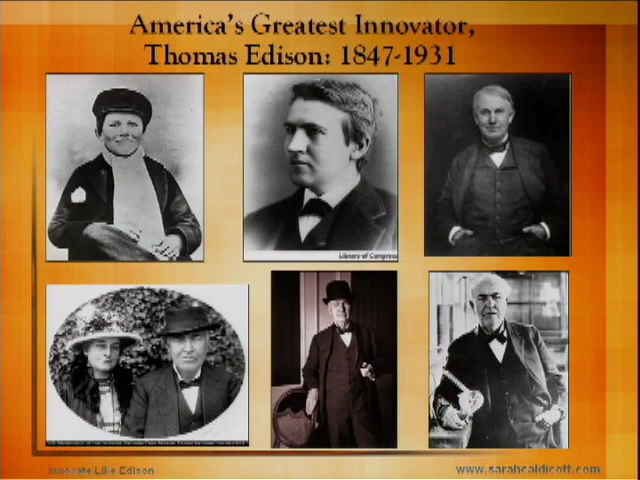 America's Greatest Innovator,
Thomas Edison: 1847-1931
Library of Congress
Innovate Like Edison
www.sarahcaldicott.com